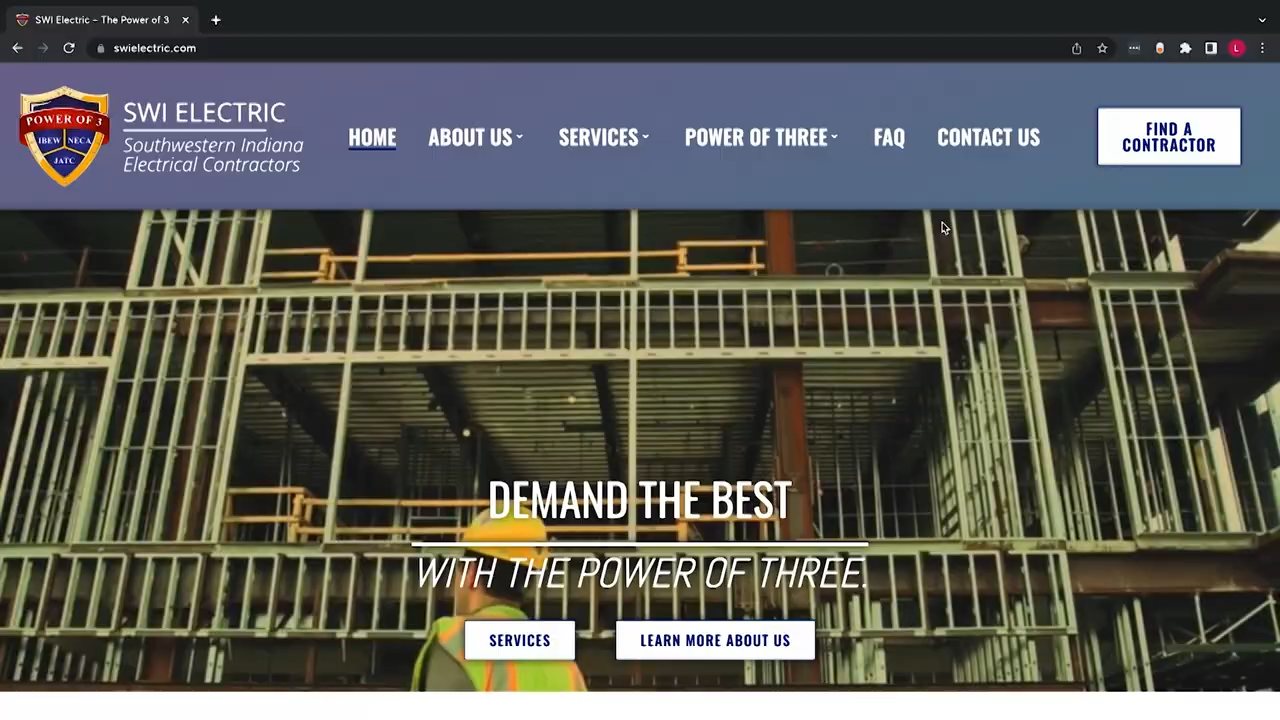 SWI Electric – The Power of 3
swielectric.com
L
POWER OF 3
IBEW NECA
JATC
SWI ELECTRIC
Southwestern Indiana
Electrical Contractors
HOME
ABOUT US
SERVICES
POWER OF THREE
FAQ
CONTACT US
FIND A
CONTRACTOR
DEMAND THE BEST
WITH THE POWER OF THREE.
SERVICES
LEARN MORE ABOUT US